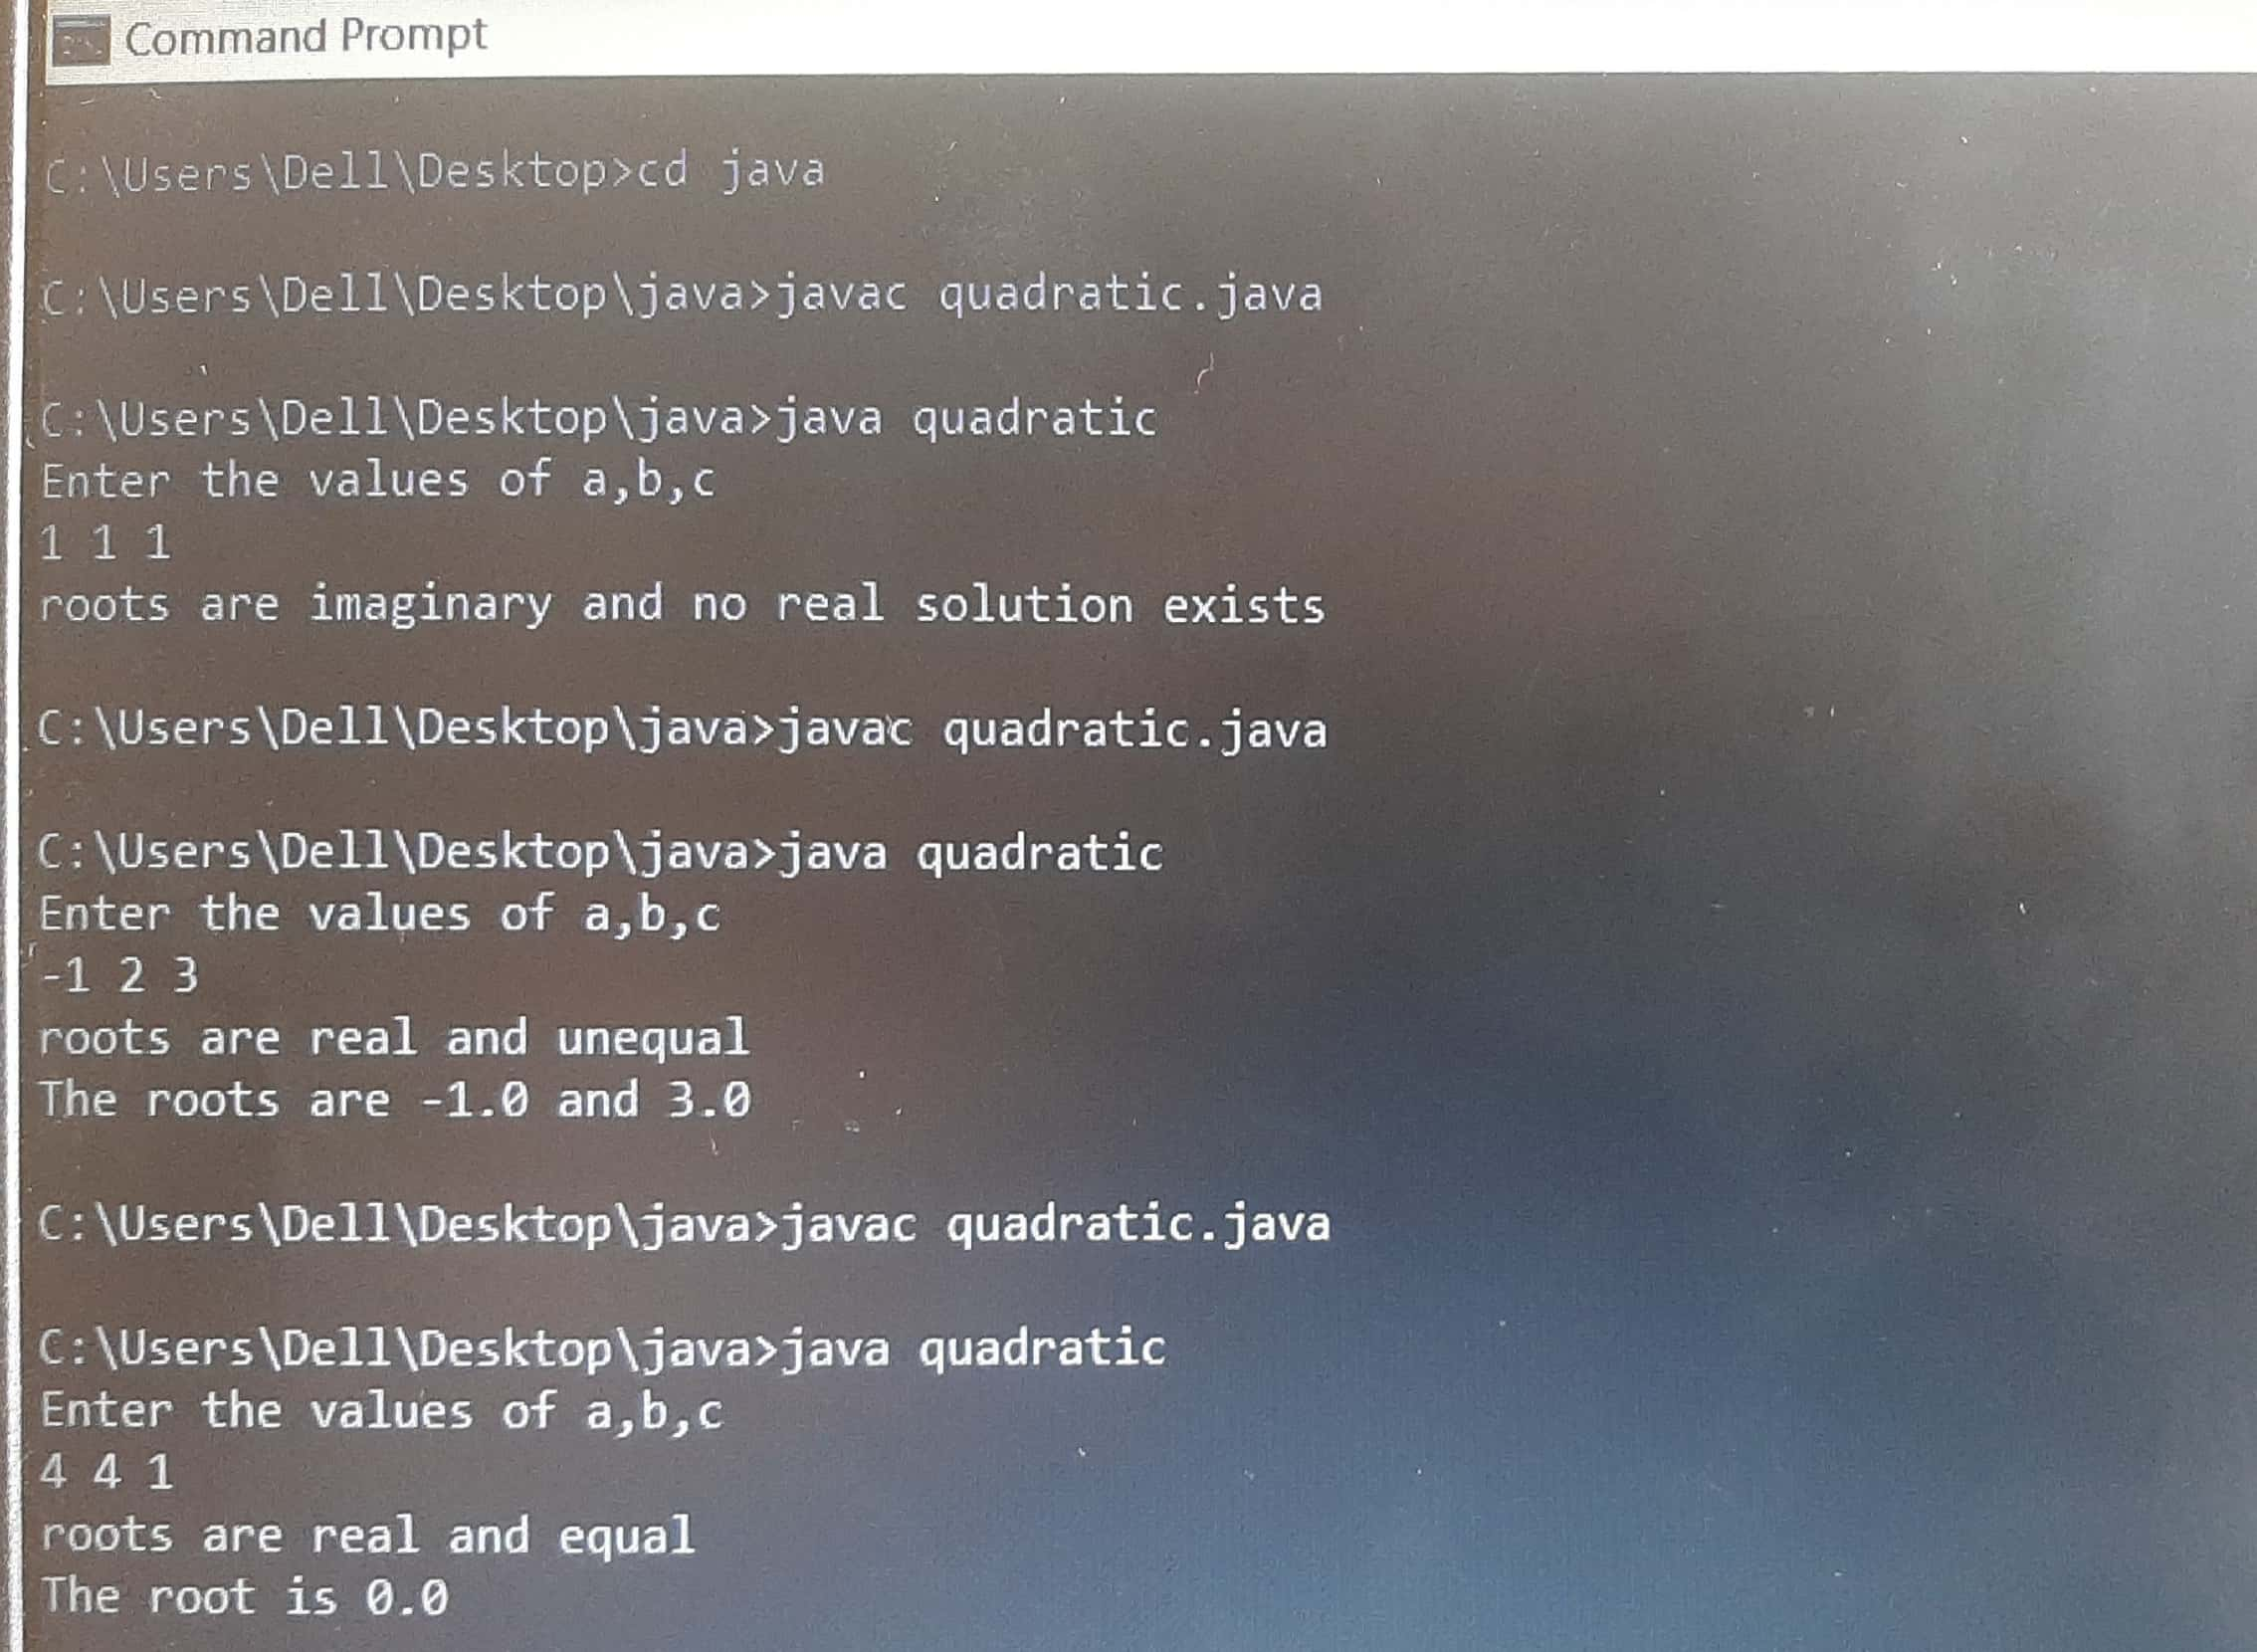 Command Prompt
C:\Users\Dell\Desktop>cd java
C:\Users\Dell\Desktop\java>javac quadratic.java
C:\Users\Dell\Desktop\java>java quadratic
Enter the values of a,b,c
1 1 1
roots are imaginary and no real solution exists
C:\Users\Dell\Desktop\java>javac quadratic.java
C:\Users\Dell\Desktop\java>java quadratic
Enter the values of a,b,c
-1 2 3
roots are real and unequal
The roots are -1.0 and 3.0
C:\Users\Dell\Desktop\java>javac quadratic.java
C:\Users\Dell\Desktop\java>java quadratic
Enter the values of a,b,c
4 4 1
roots are real and equal
The root is 0.0